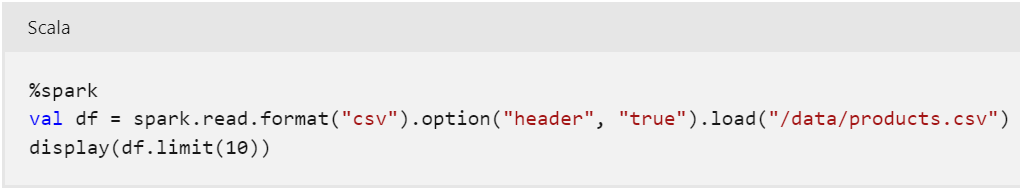 Scala
%spark
val df = spark.read.format("csv").option("header", "true").load("/data/products.csv")
display(df.limit(10))